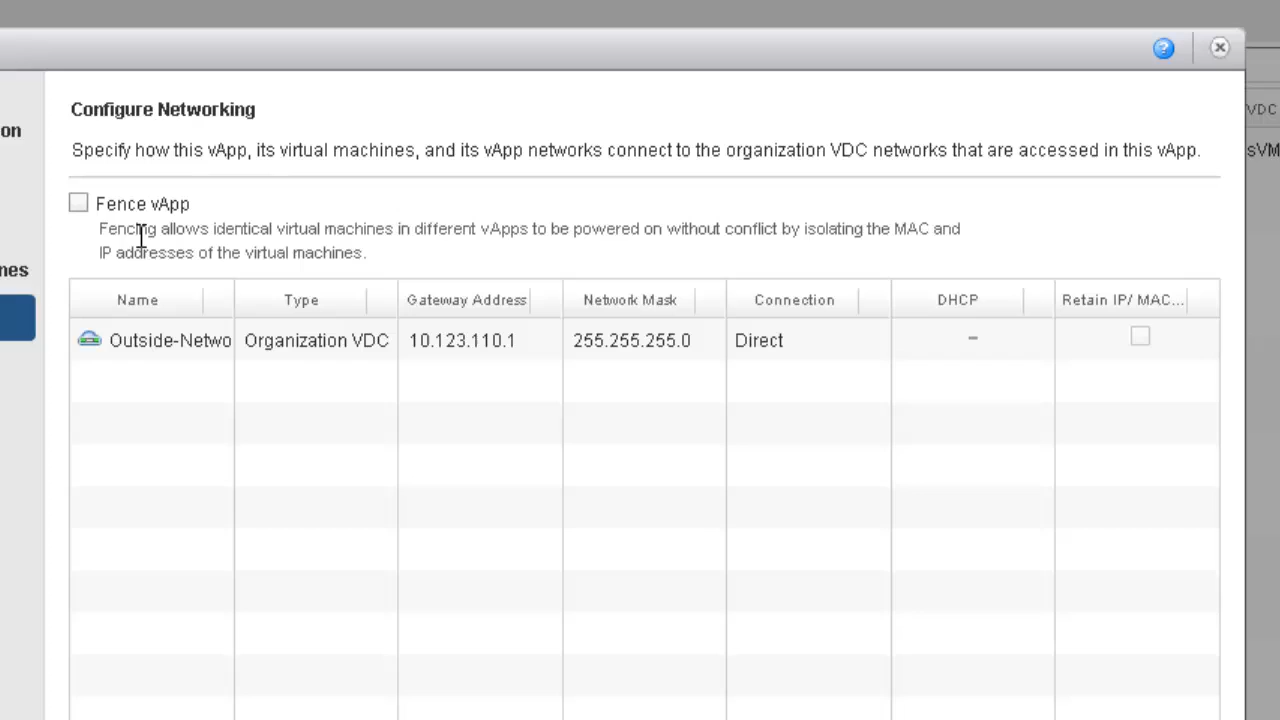 VDC
Configure Networking
on
Specify how this vApp, its virtual machines, and its vApp networks connect to the organization VDC networks that are accessed in this vApp.
sVM
Fence vApp
Fencing allows identical virtual machines in different vApps to be powered on without conflict by isolating the MAC and
IP addresses of the virtual machines.
nes
Name Type Gateway Address Network Mask Connection DHCP Retain IP/ MAC...
Outside-Netwo Organization VDC 10.123.110.1 255.255.255.0 Direct -